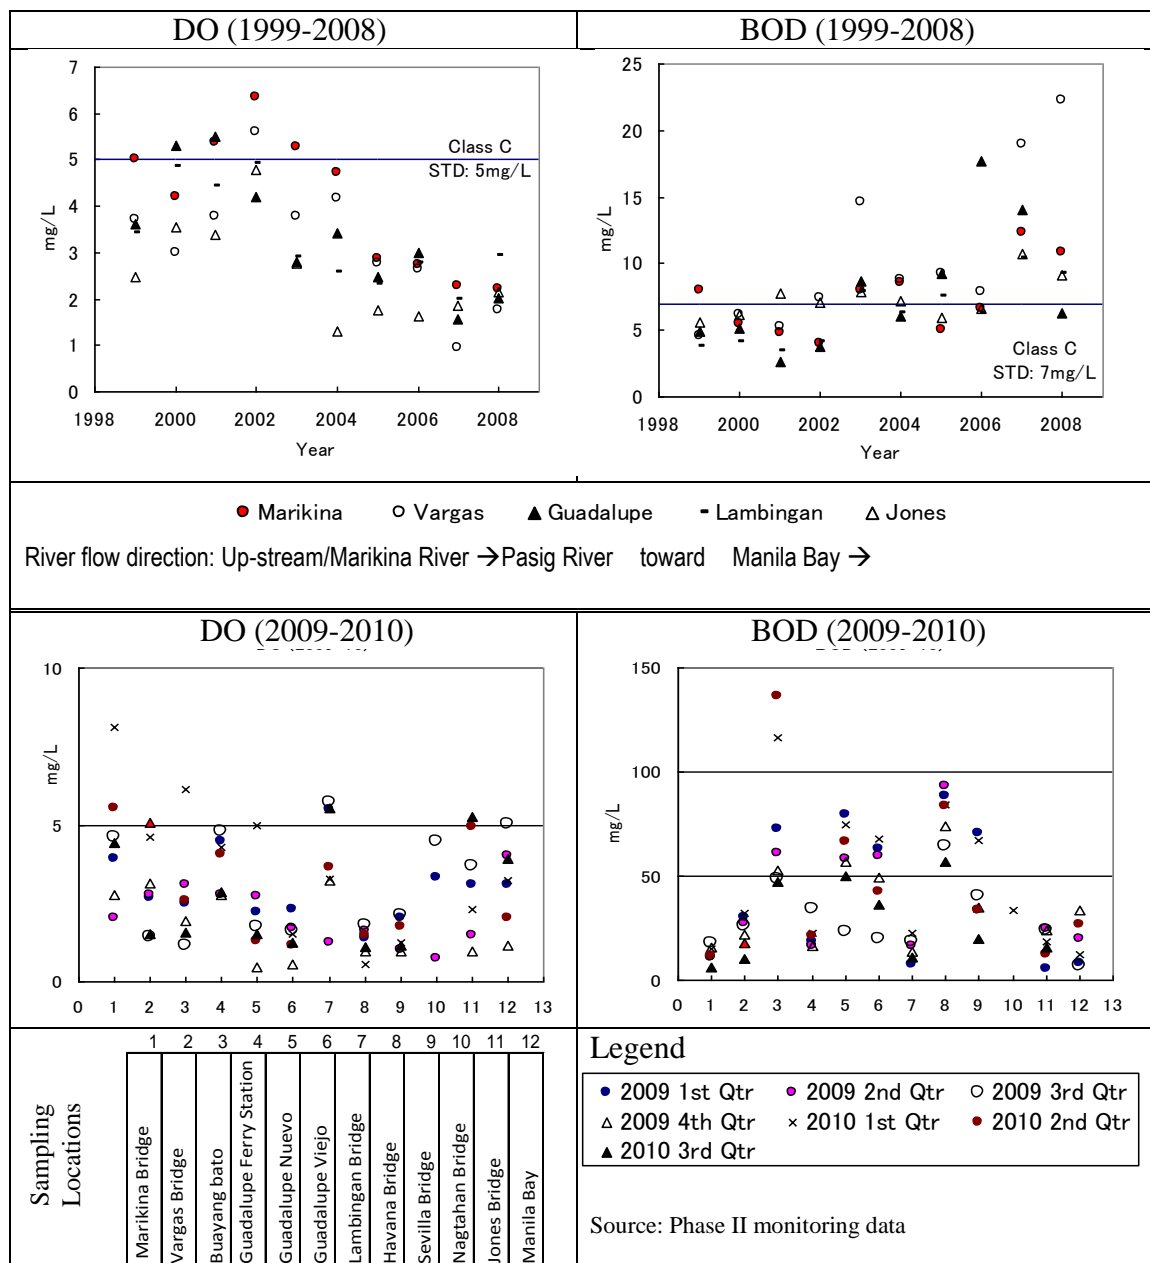 DO (1999-2008)
BOD (1999-2008)
7
6
5
4
3
2
1
0
mg/L
Class C
STD: 5mg/L
1998 2000 2002 2004 2006 2008
Year
25
20
15
10
5
0
mg/L
Class C
STD: 7mg/L
1998 2000 2002 2004 2006 2008
Year
Marikina Vargas Guadalupe Lambingan Jones
River flow direction: Up-stream/Marikina River → Pasig River toward Manila Bay →
DO (2009-2010)
BOD (2009-2010)
10
5
0
mg/L
0 1 2 3 4 5 6 7 8 9 10 11 12 13
150
100
50
0
mg/L
0 1 2 3 4 5 6 7 8 9 10 11 12 13
Sampling
Locations
1 2 3 4 5 6 7 8 9 10 11 12
Marikina Bridge
Vargas Bridge
Buayang bato
Guadalupe Ferry Station
Guadalupe Nuevo
Guadalupe Viejo
Lambingan Bridge
Havana Bridge
Sevilla Bridge
Nagtahan Bridge
Jones Bridge
Manila Bay
Legend
2009 1st Qtr 2009 2nd Qtr 2009 3rd Qtr
2009 4th Qtr 2010 1st Qtr 2010 2nd Qtr
2010 3rd Qtr
Source: Phase II monitoring data